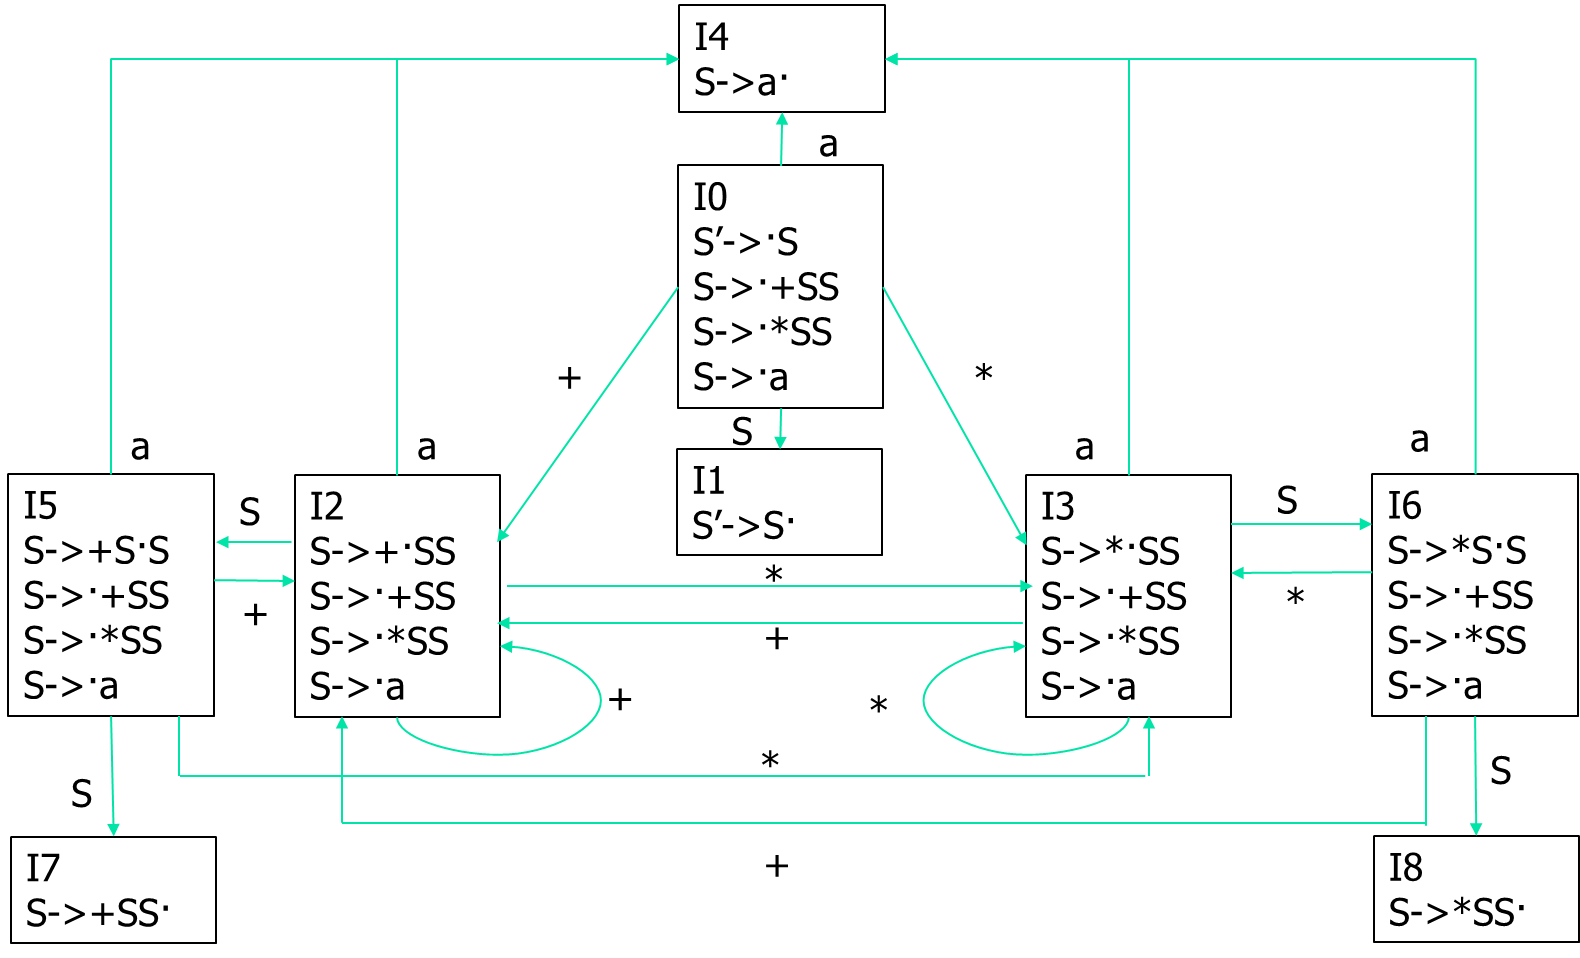 I4
S->a·
a
I0
S′->·S
S->·+SS
S->·*SS
S->·a
+
*
S
I1
S′->S·
a
a
a
a
I5
S->+S·S
S->·+SS
S->·*SS
S->·a
S
+
I2
S->+·SS
S->·+SS
S->·*SS
S->·a
*
+
+
*
I3
S->*·SS
S->·+SS
S->·*SS
S->·a
S
*
I6
S->*S·S
S->·+SS
S->·*SS
S->·a
*
S
S
+
I7
S->+SS·
I8
S->*SS·